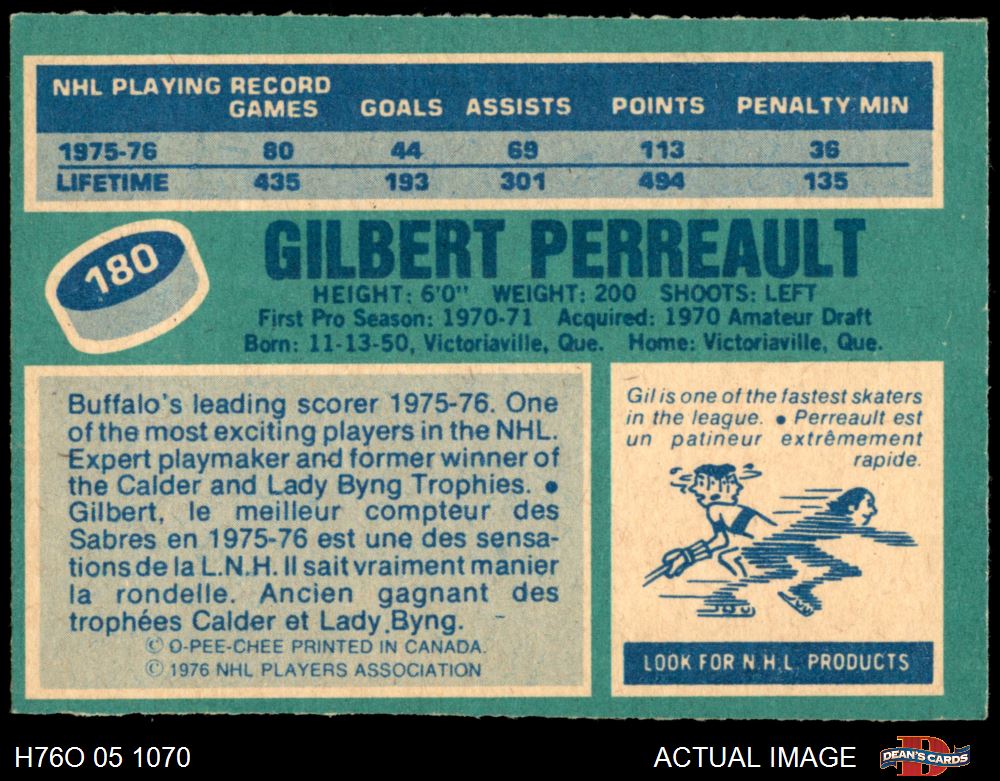 NHL PLAYING RECORD
GAMES GOALS ASSISTS POINTS PENALTY MIN
1975-76 80 44 69 113 36
LIFETIME 435 193 301 494 135
180
GILBERT PERREAULT
HEIGHT: 6'0" WEIGHT: 200 SHOOTS: LEFT
First Pro Season: 1970-71 Acquired: 1970 Amateur Draft
Born: 11-13-50, Victoriaville, Que. Home: Victoriaville, Que.
Buffalo's leading scorer 1975-76. One
of the most exciting players in the NHL.
Expert playmaker and former winner of
the Calder and Lady Byng Trophies. •
Gilbert, le meilleur compteur des
Sabres en 1975-76 est une des sensa-
tions de la L.N.H. Il sait vraiment manier
la rondelle. Ancien gagnant des
trophées Calder et Lady Byng.
© O-PEE-CHEE PRINTED IN CANADA.
© 1976 NHL PLAYERS ASSOCIATION
Gil is one of the fastest skaters
in the league. • Perreault est
un patineur extrêmement
rapide.
LOOK FOR N.H.L. PRODUCTS
H76O 05 1070
ACTUAL IMAGE
DEAN'S CARDS